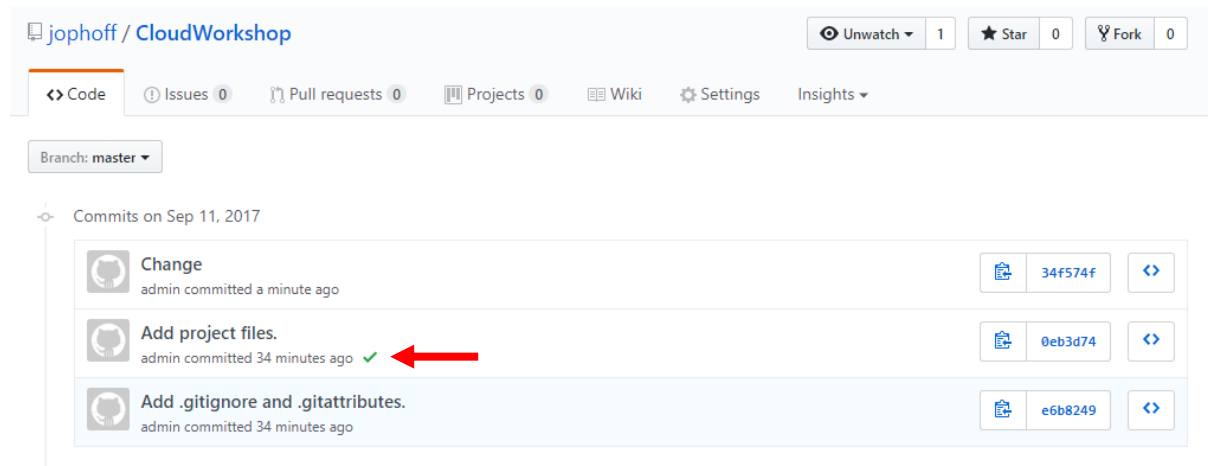 jophoff / CloudWorkshop
Unwatch 1 Star 0 Fork 0
Code Issues 0 Pull requests 0 Projects 0 Wiki Settings Insights
Branch: master
Commits on Sep 11, 2017
Change
admin committed a minute ago
34f574f
Add project files.
admin committed 34 minutes ago
0eb3d74
Add .gitignore and .gitattributes.
admin committed 34 minutes ago
e6b8249